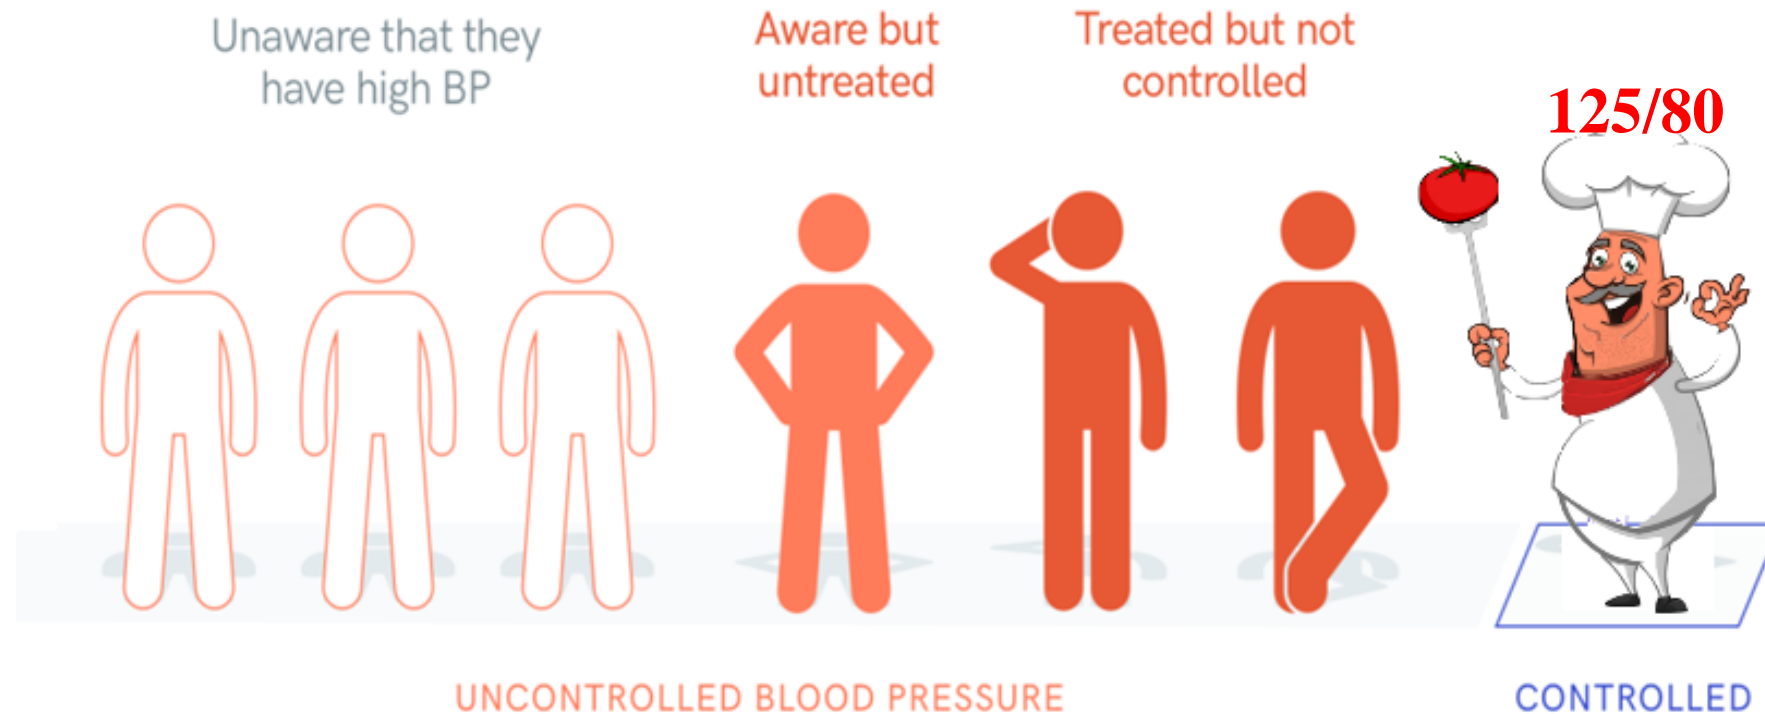 Unaware that they
have high BP
Aware but
untreated
Treated but not
controlled
125/80
UNCONTROLLED BLOOD PRESSURE
CONTROLLED